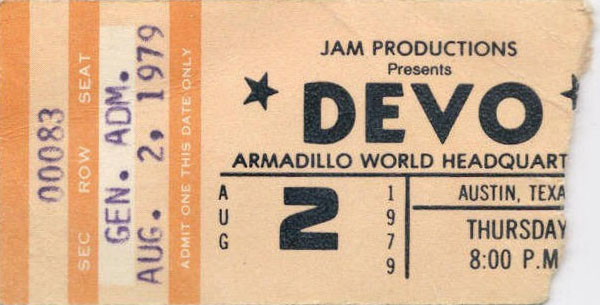 00083
SEC ROW SEAT
GEN. ADM.
AUG. 2, 1979
ADMIT ONE THIS DATE ONLY
JAM PRODUCTIONS
Presents
DEVO
ARMADILLO WORLD HEADQUART
AUG 2 1979
AUSTIN, TEXA
THURSDAY
8:00 P.M